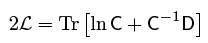 2ℒ = Tr[ln C + C⁻¹D]